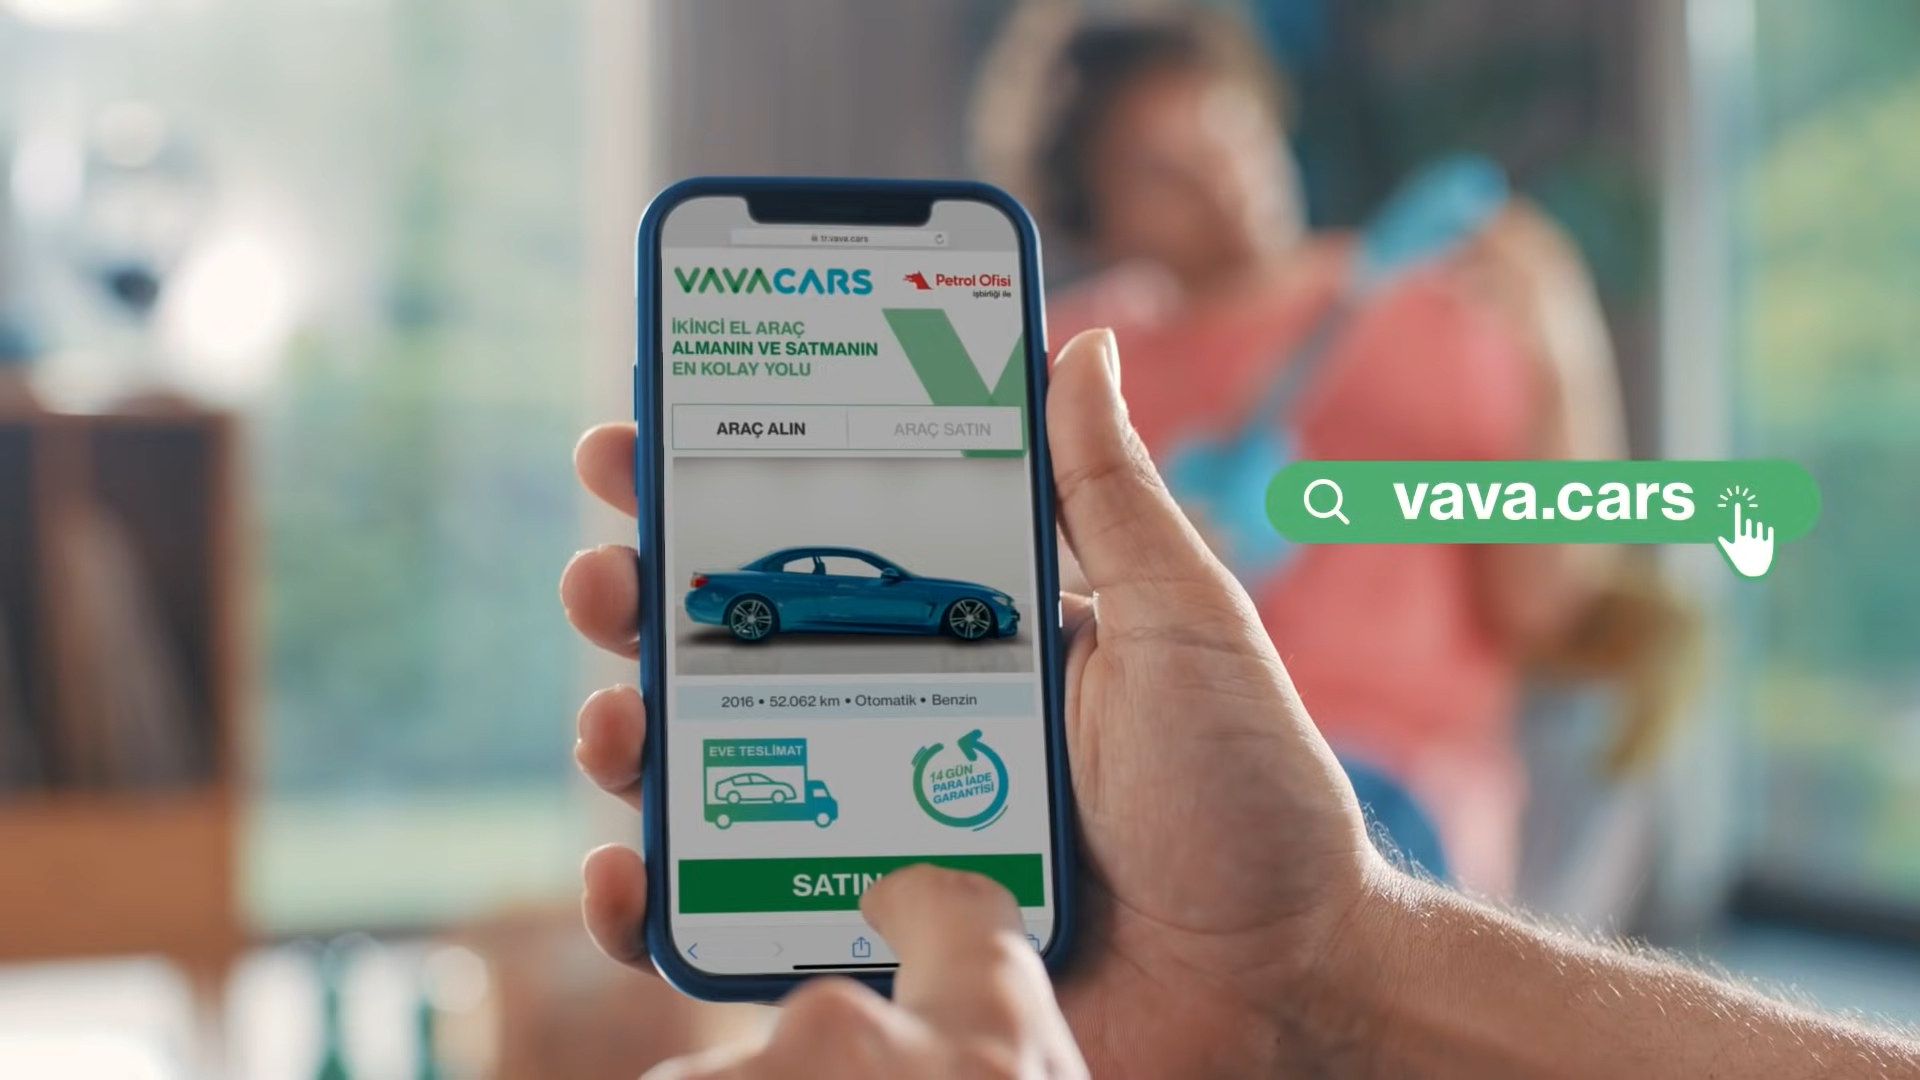 tr.vava.cars
VAVACARS
Petrol Ofisi
işbirliği ile
İKİNCİ EL ARAÇ
ALMANIN VE SATMANIN
EN KOLAY YOLU
ARAÇ ALIN
ARAÇ SATIN
2016 • 52.062 km • Otomatik • Benzin
EVE TESLİMAT
14 GÜN
PARA İADE
GARANTİSİ
SATIN
vava.cars